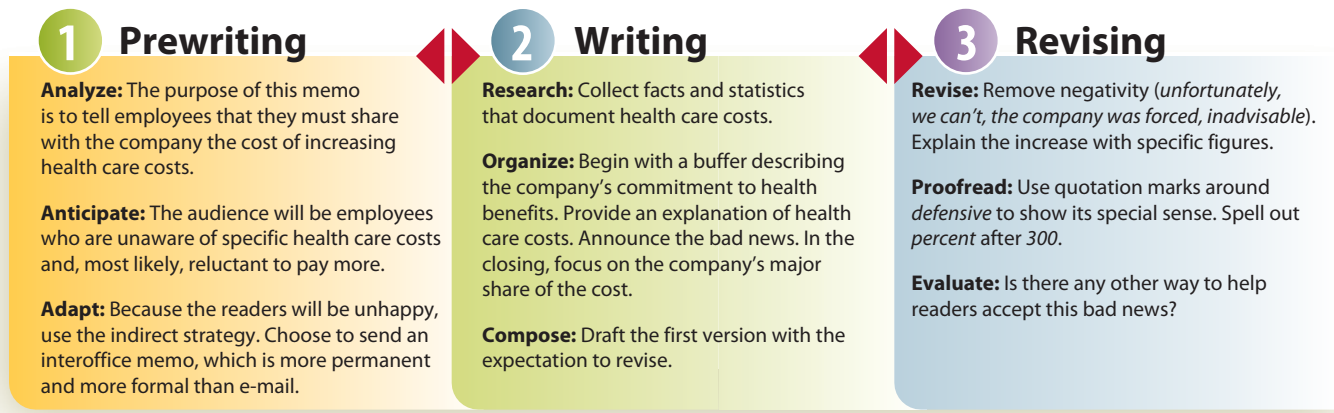 1 Prewriting
Analyze: The purpose of this memo
is to tell employees that they must share
with the company the cost of increasing
health care costs.
Anticipate: The audience will be employees
who are unaware of specific health care costs
and, most likely, reluctant to pay more.
Adapt: Because the readers will be unhappy,
use the indirect strategy. Choose to send an
interoffice memo, which is more permanent
and more formal than e-mail.
2 Writing
Research: Collect facts and statistics
that document health care costs.
Organize: Begin with a buffer describing
the company's commitment to health
benefits. Provide an explanation of health
care costs. Announce the bad news. In the
closing, focus on the company's major
share of the cost.
Compose: Draft the first version with the
expectation to revise.
3 Revising
Revise: Remove negativity (unfortunately,
we can't, the company was forced, inadvisable).
Explain the increase with specific figures.
Proofread: Use quotation marks around
defensive to show its special sense. Spell out
percent after 300.
Evaluate: Is there any other way to help
readers accept this bad news?